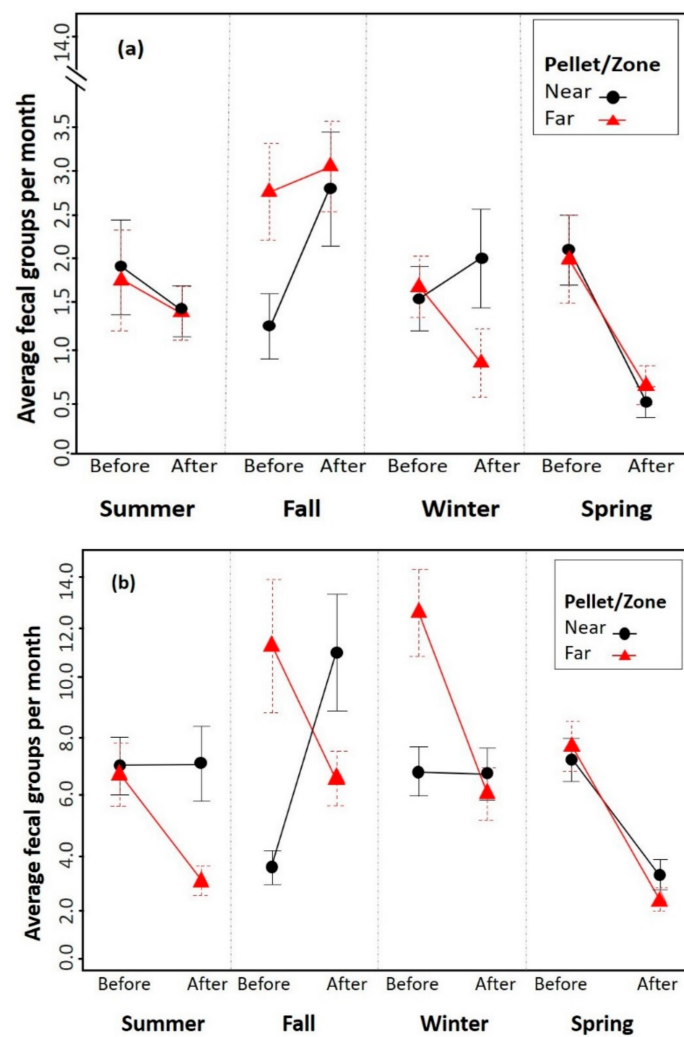 (a)
Pellet/Zone
Near
Far
Average fecal groups per month
14.0
3.5
3.0
2.5
2.0
1.5
1.0
0.5
0.0
Before After Before After Before After Before After
Summer Fall Winter Spring
(b)
Pellet/Zone
Near
Far
Average fecal groups per month
14.0
12.0
10.0
8.0
6.0
4.0
2.0
0.0
Before After Before After Before After Before After
Summer Fall Winter Spring